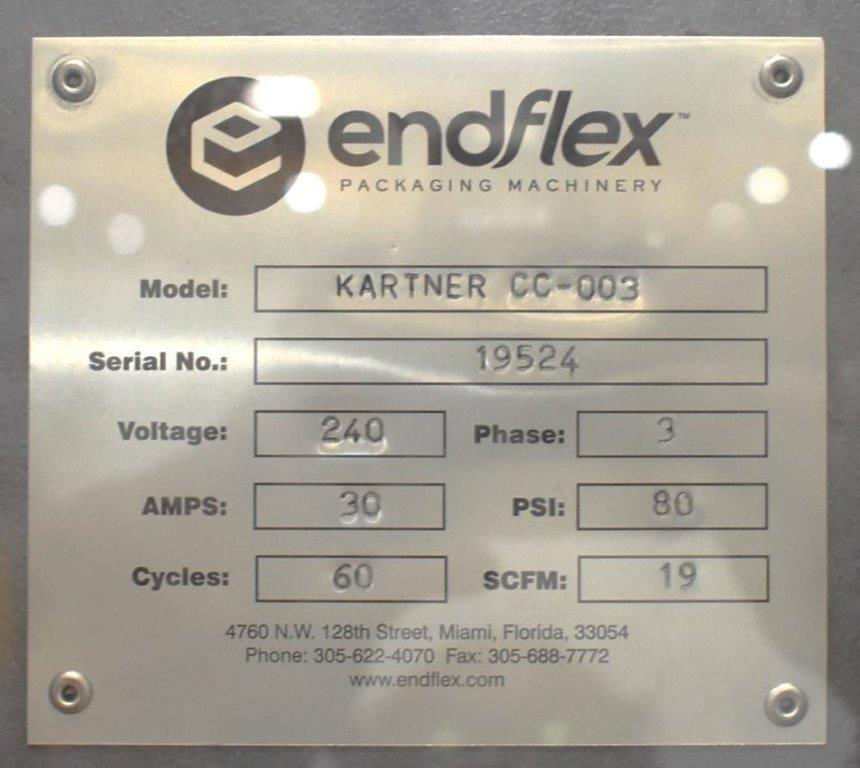 endflex™
PACKAGING MACHINERY
Model: KARTNER CC-003
Serial No.: 19524
Voltage: 240 Phase: 3
AMPS: 30 PSI: 80
Cycles: 60 SCFM: 19
4760 N.W. 128th Street, Miami, Florida, 33054
Phone: 305-622-4070 Fax: 305-688-7772
www.endflex.com